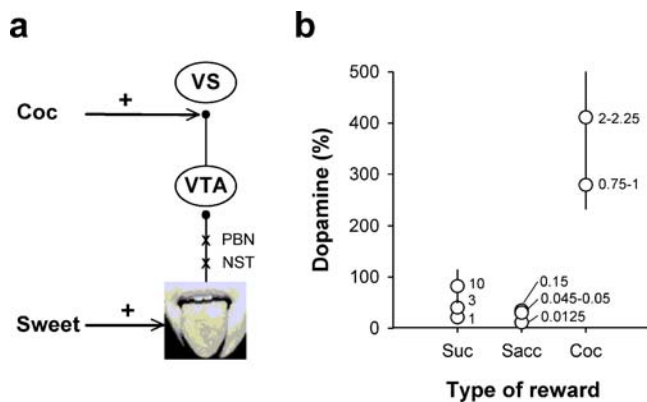 a
VS
Coc
+
VTA
PBN
NST
Sweet
+
b
500
400
300
200
100
0
Dopamine (%)
2-2.25
0.75-1
10
3
1
0.15
0.045-0.05
0.0125
Suc Sacc Coc
Type of reward